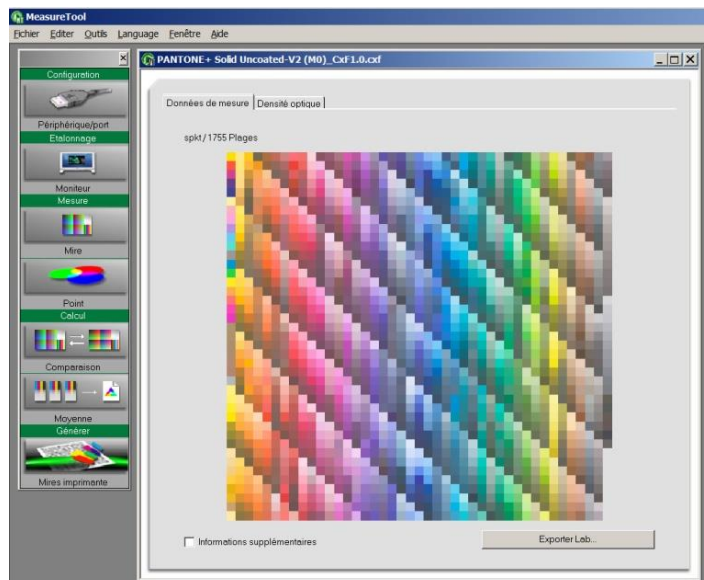 MeasureTool
Fichier Editer Outils Language Fenêtre Aide
Configuration
Périphérique/port
Etalonnage
Moniteur
Mesure
Mire
Point
Calcul
Comparaison
Moyenne
Générer
Mires imprimante
PANTONE+ Solid Uncoated-V2 (M0)_CxF1.0.cxf
Données de mesure Densité optique
spkt / 1755 Plages
Informations supplémentaires
Exporter Lab...